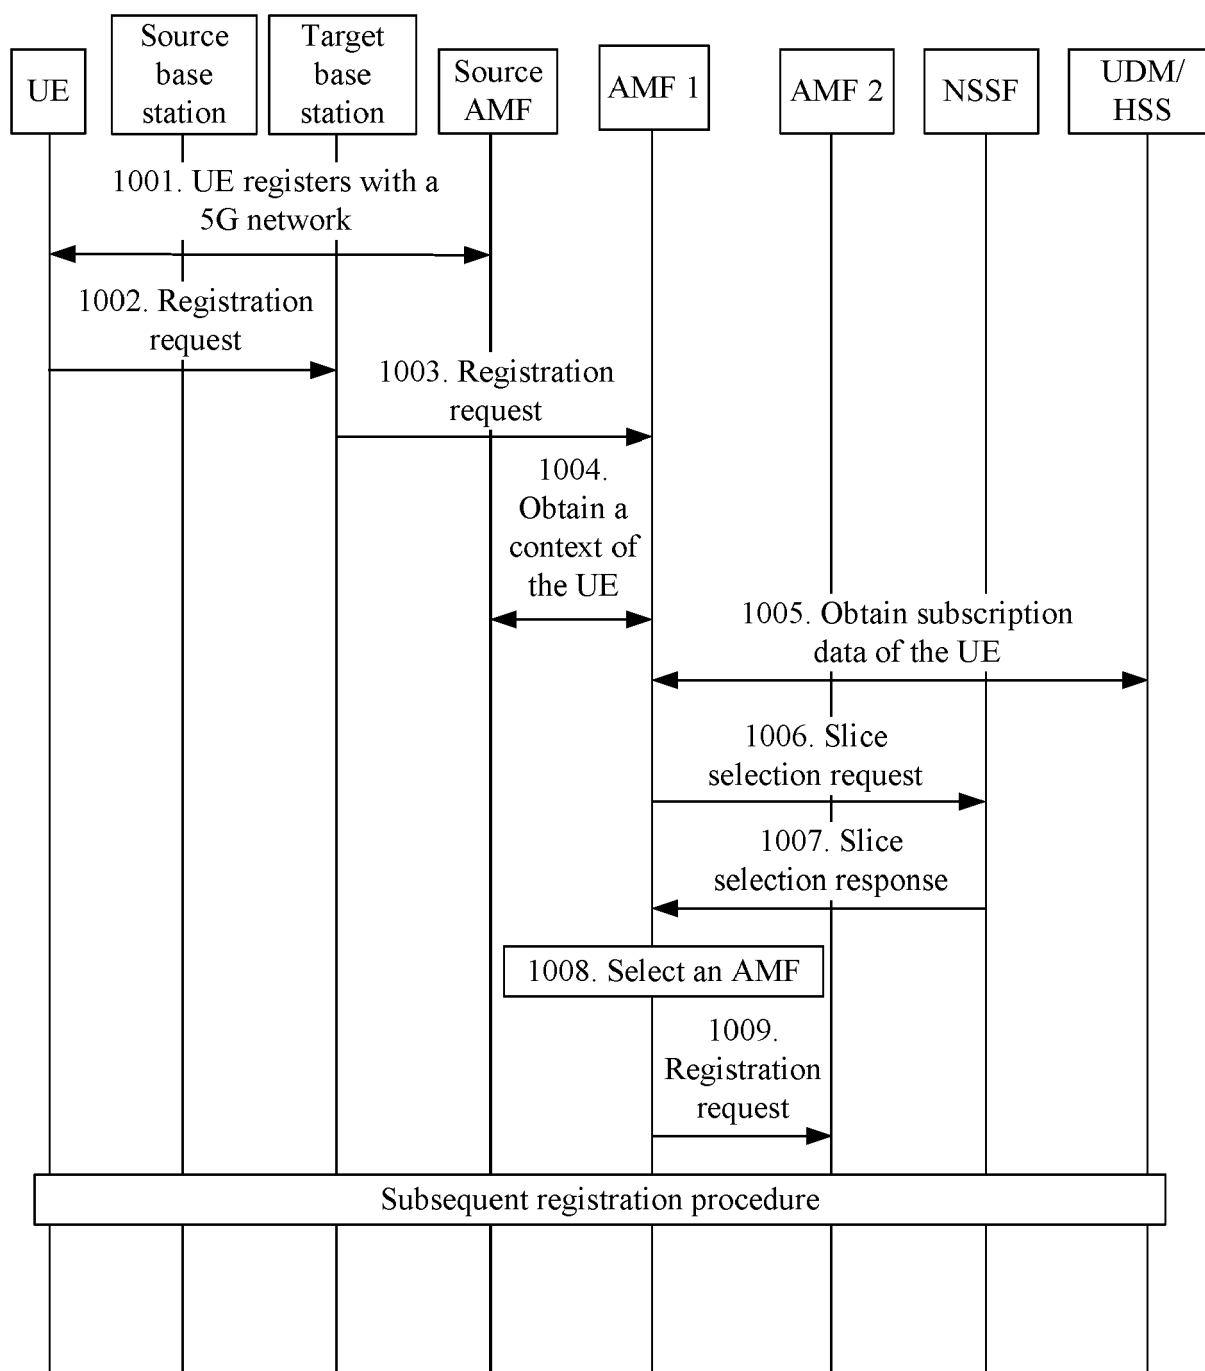 UE
Source
base
station
Target
base
station
Source
AMF
AMF 1
AMF 2
NSSF
UDM/
HSS
1001. UE registers with a
5G network
1002. Registration
request
1003. Registration
request
1004.
Obtain a
context of
the UE
1005. Obtain subscription
data of the UE
1006. Slice
selection request
1007. Slice
selection response
1008. Select an AMF
1009.
Registration
request
Subsequent registration procedure